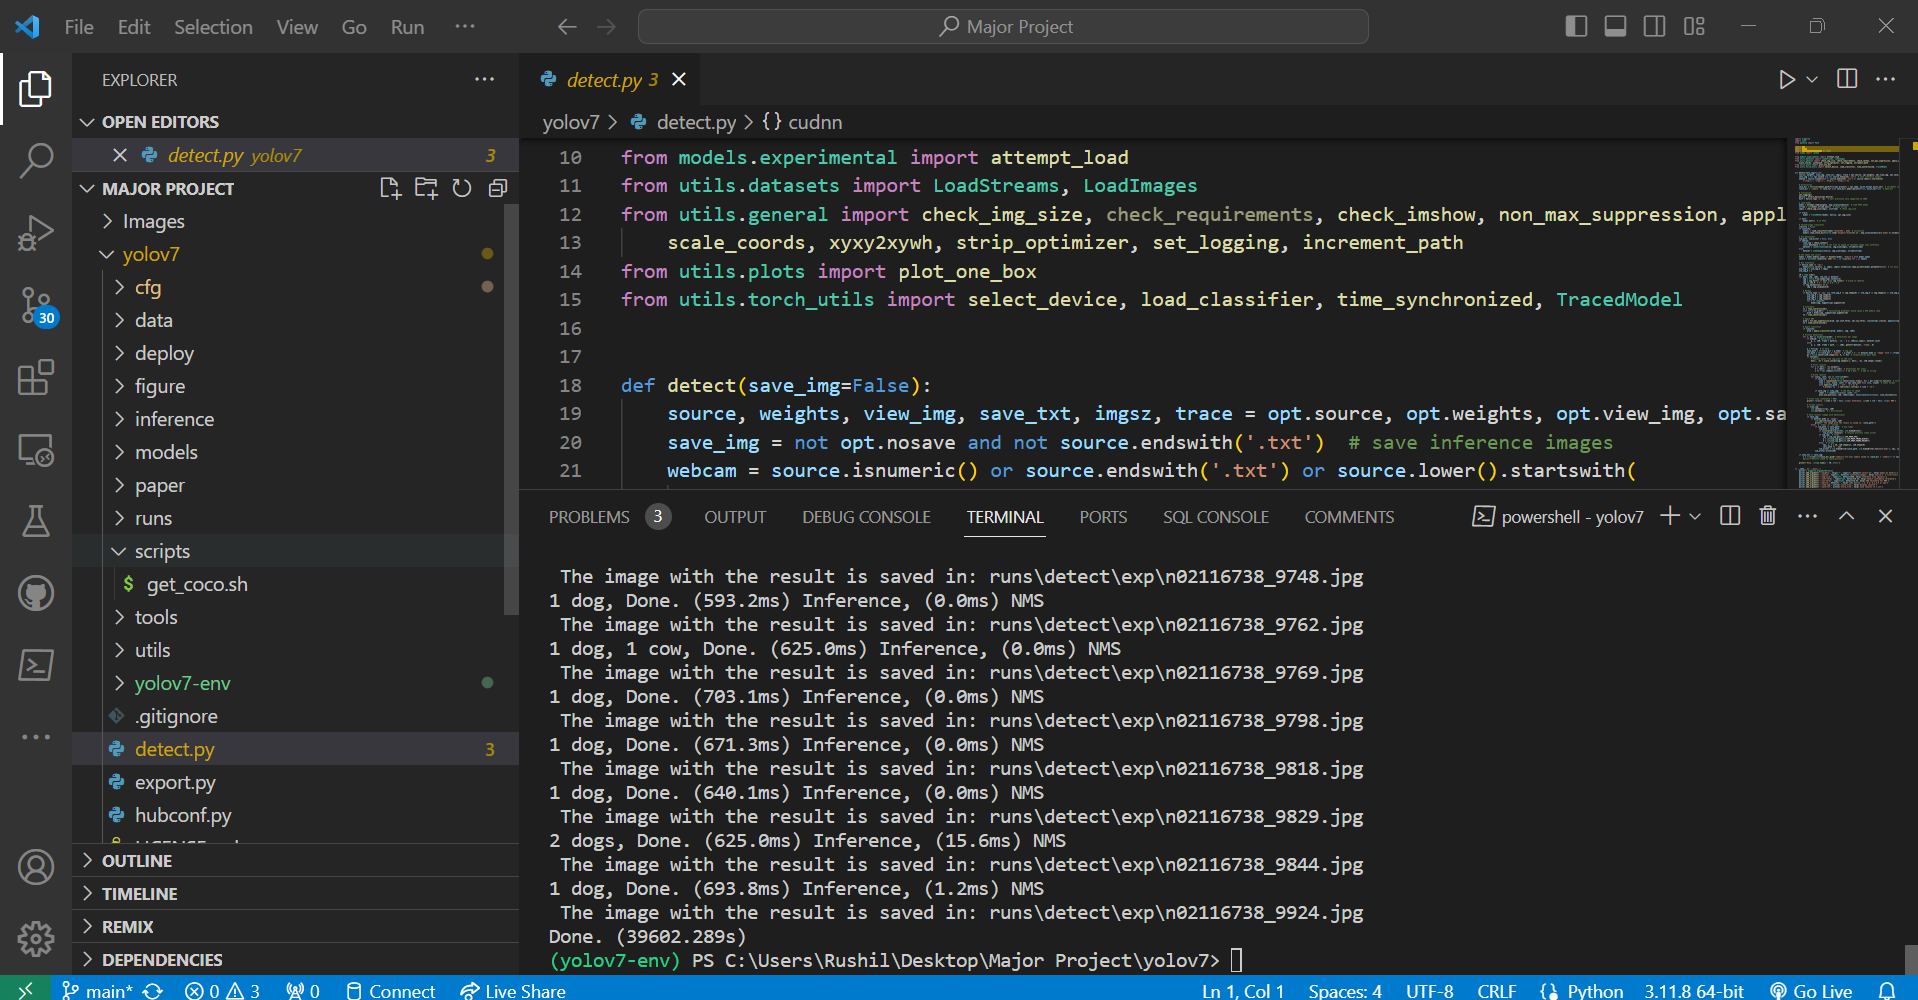 File Edit Selection View Go Run ··· Major Project
EXPLORER ···
OPEN EDITORS
detect.py yolov7 3
MAJOR PROJECT
Images
yolov7
cfg
data
deploy
figure
inference
models
paper
runs
scripts
$ get_coco.sh
tools
utils
yolov7-env
.gitignore
detect.py 3
export.py
hubconf.py
OUTLINE
TIMELINE
REMIX
DEPENDENCIES
30
detect.py 3
yolov7 > detect.py > {} cudnn
10 from models.experimental import attempt_load
11 from utils.datasets import LoadStreams, LoadImages
12 from utils.general import check_img_size, check_requirements, check_imshow, non_max_suppression, appl
13 scale_coords, xyxy2xywh, strip_optimizer, set_logging, increment_path
14 from utils.plots import plot_one_box
15 from utils.torch_utils import select_device, load_classifier, time_synchronized, TracedModel
16
17
18 def detect(save_img=False):
19 source, weights, view_img, save_txt, imgsz, trace = opt.source, opt.weights, opt.view_img, opt.sa
20 save_img = not opt.nosave and not source.endswith('.txt')  # save inference images
21 webcam = source.isnumeric() or source.endswith('.txt') or source.lower().startswith(
PROBLEMS 3 OUTPUT DEBUG CONSOLE TERMINAL PORTS SQL CONSOLE COMMENTS powershell - yolov7
The image with the result is saved in: runs\detect\exp\n02116738_9748.jpg
1 dog, Done. (593.2ms) Inference, (0.0ms) NMS
The image with the result is saved in: runs\detect\exp\n02116738_9762.jpg
1 dog, 1 cow, Done. (625.0ms) Inference, (0.0ms) NMS
The image with the result is saved in: runs\detect\exp\n02116738_9769.jpg
1 dog, Done. (703.1ms) Inference, (0.0ms) NMS
The image with the result is saved in: runs\detect\exp\n02116738_9798.jpg
1 dog, Done. (671.3ms) Inference, (0.0ms) NMS
The image with the result is saved in: runs\detect\exp\n02116738_9818.jpg
1 dog, Done. (640.1ms) Inference, (0.0ms) NMS
The image with the result is saved in: runs\detect\exp\n02116738_9829.jpg
2 dogs, Done. (625.0ms) Inference, (15.6ms) NMS
The image with the result is saved in: runs\detect\exp\n02116738_9844.jpg
1 dog, Done. (693.8ms) Inference, (1.2ms) NMS
The image with the result is saved in: runs\detect\exp\n02116738_9924.jpg
Done. (39602.289s)
(yolov7-env) PS C:\Users\Rushil\Desktop\Major Project\yolov7>
main* 0 3 0 Connect Live Share Ln 1, Col 1 Spaces: 4 UTF-8 CRLF {} Python 3.11.8 64-bit Go Live